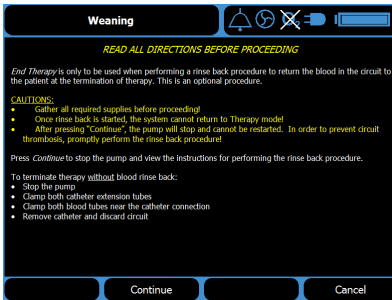 Weaning
READ ALL DIRECTIONS BEFORE PROCEEDING
End Therapy is only to be used when performing a rinse back procedure to return the blood in the circuit to
the patient at the termination of therapy. This is an optional procedure.
CAUTIONS:
• Gather all required supplies before proceeding!
• Once rinse back is started, the system cannot return to Therapy mode!
• After pressing "Continue", the pump will stop and cannot be restarted. In order to prevent circuit
thrombosis, promptly perform the rinse back procedure!
Press Continue to stop the pump and view the instructions for performing the rinse back procedure.
To terminate therapy without blood rinse back:
• Stop the pump
• Clamp both catheter extension tubes
• Clamp both blood tubes near the catheter connection
• Remove catheter and discard circuit
Continue
Cancel